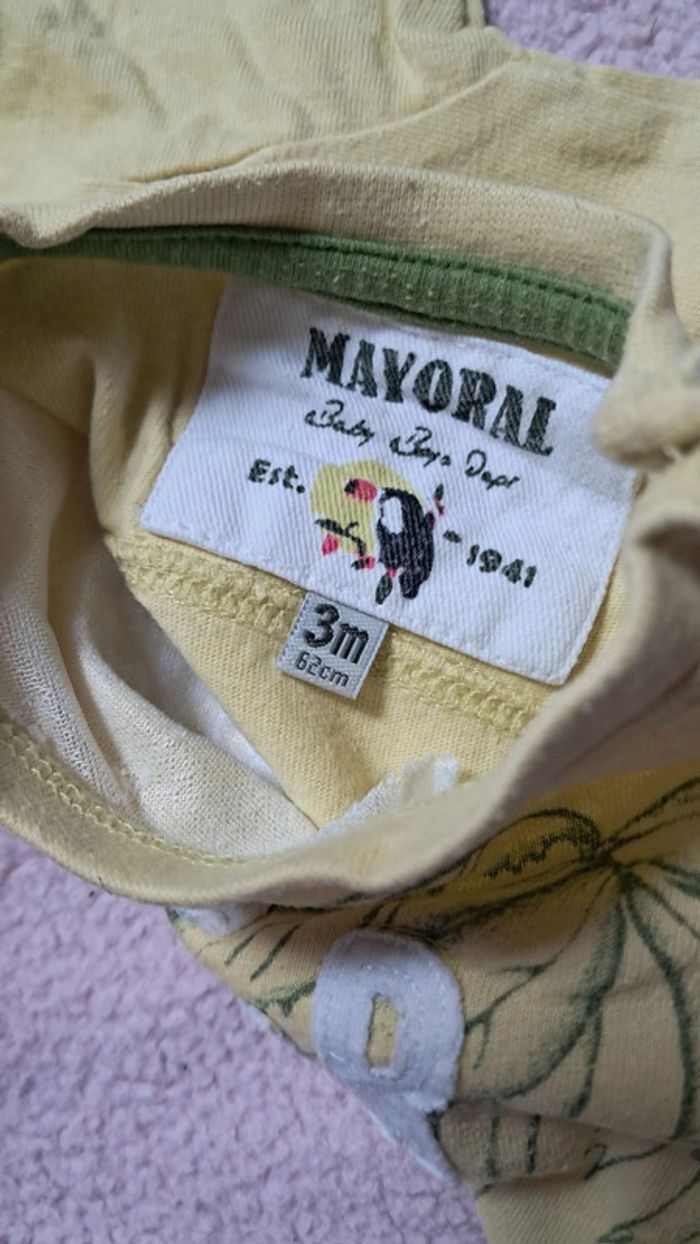 MAYORAL
Baby Boys Dept
Est. - 1941
3m
62cm